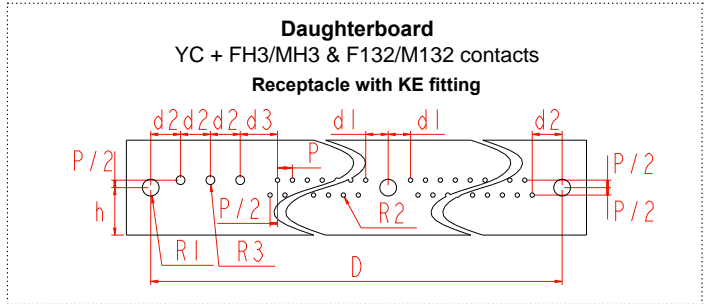 Daughterboard
YC + FH3/MH3 & F132/M132 contacts
Receptacle with KE fitting
d2 d2 d2 d3 d1 d1 d2
P/2 P P/2
h P/2 R2 P/2
R1 R3 D